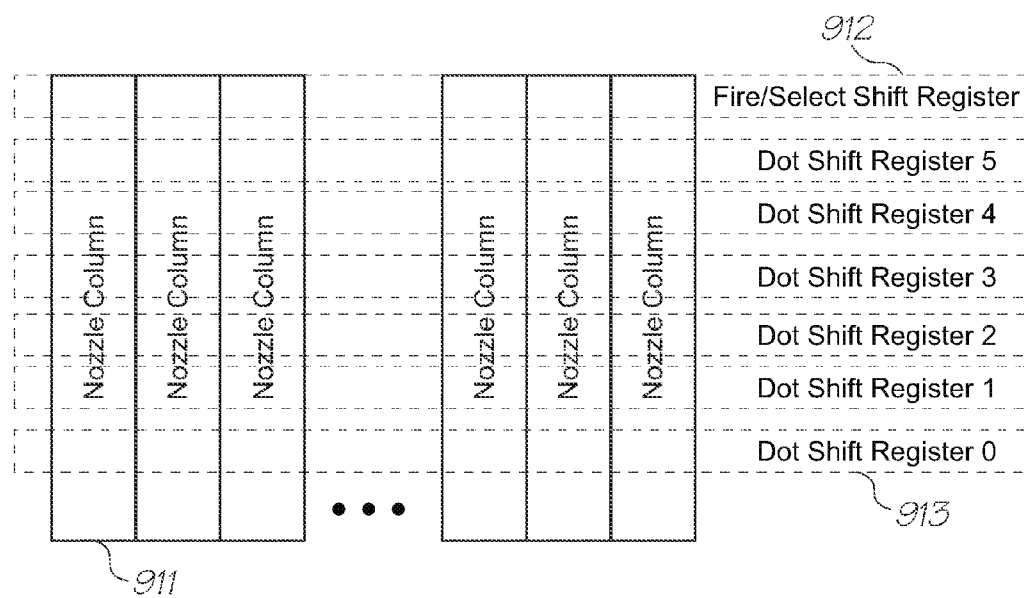 912
Fire/Select Shift Register
Dot Shift Register 5
Dot Shift Register 4
Dot Shift Register 3
Dot Shift Register 2
Dot Shift Register 1
Dot Shift Register 0
Nozzle Column
Nozzle Column
Nozzle Column
Nozzle Column
Nozzle Column
Nozzle Column
913
911